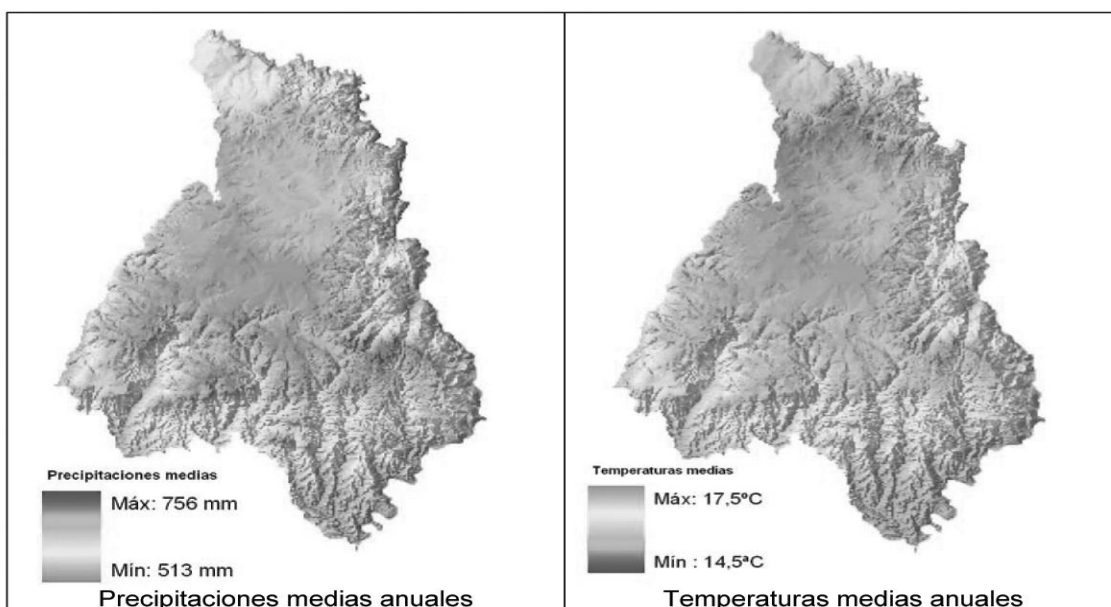 Precipitaciones medias
Máx: 756 mm
Mín: 513 mm
Precipitaciones medias anuales
Temperaturas medias
Máx: 17,5ºC
Mín : 14,5ªC
Temperaturas medias anuales